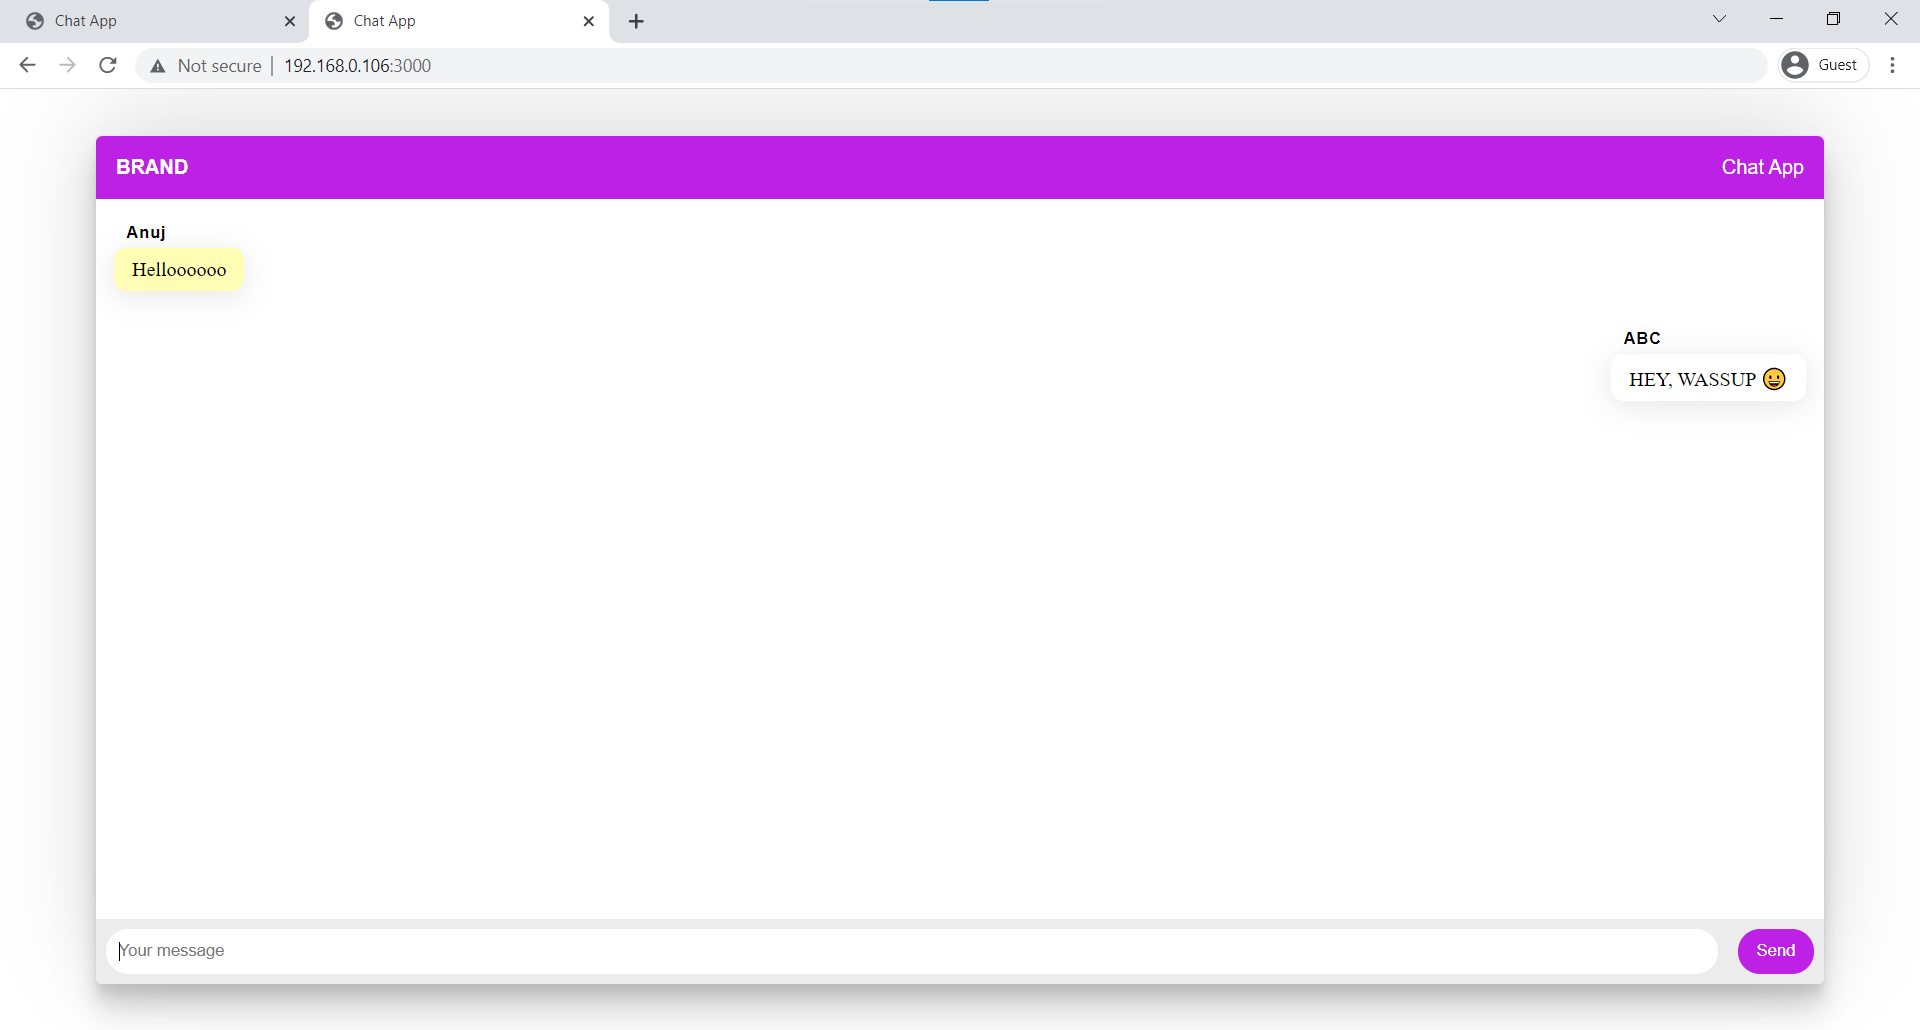 Chat App
Chat App
Not secure 192.168.0.106:3000
Guest
BRAND
Chat App
Anuj
Helloooooo
ABC
HEY, WASSUP 😀
Your message
Send